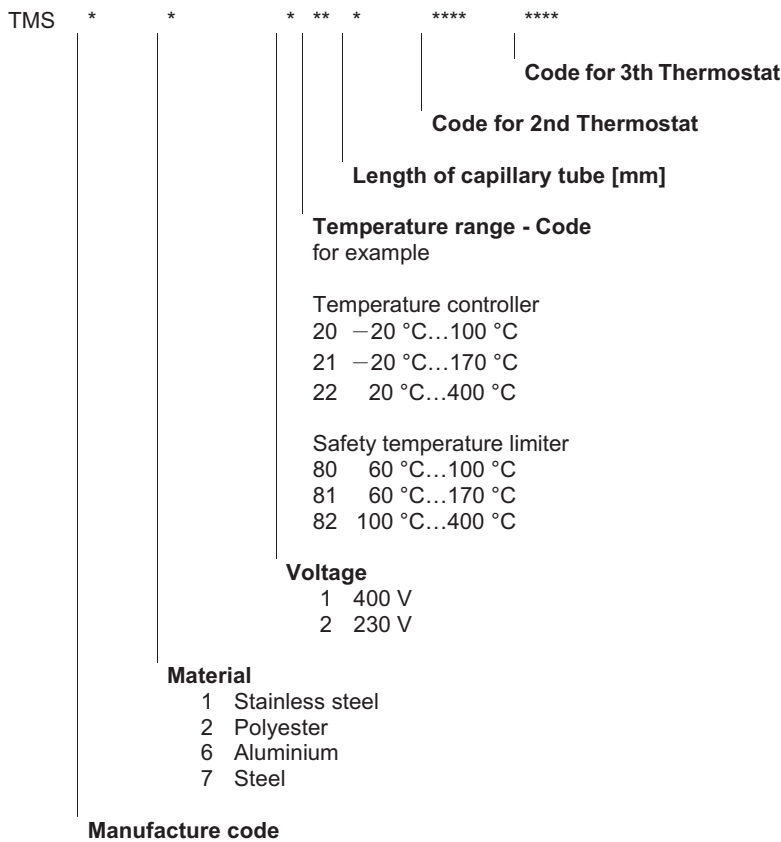 TMS * * * ** * **** ****
Code for 3th Thermostat
Code for 2nd Thermostat
Length of capillary tube [mm]
Temperature range - Code
for example
Temperature controller
20 −20 °C…100 °C
21 −20 °C…170 °C
22 20 °C…400 °C
Safety temperature limiter
80 60 °C…100 °C
81 60 °C…170 °C
82 100 °C…400 °C
Voltage
1 400 V
2 230 V
Material
1 Stainless steel
2 Polyester
6 Aluminium
7 Steel
Manufacture code